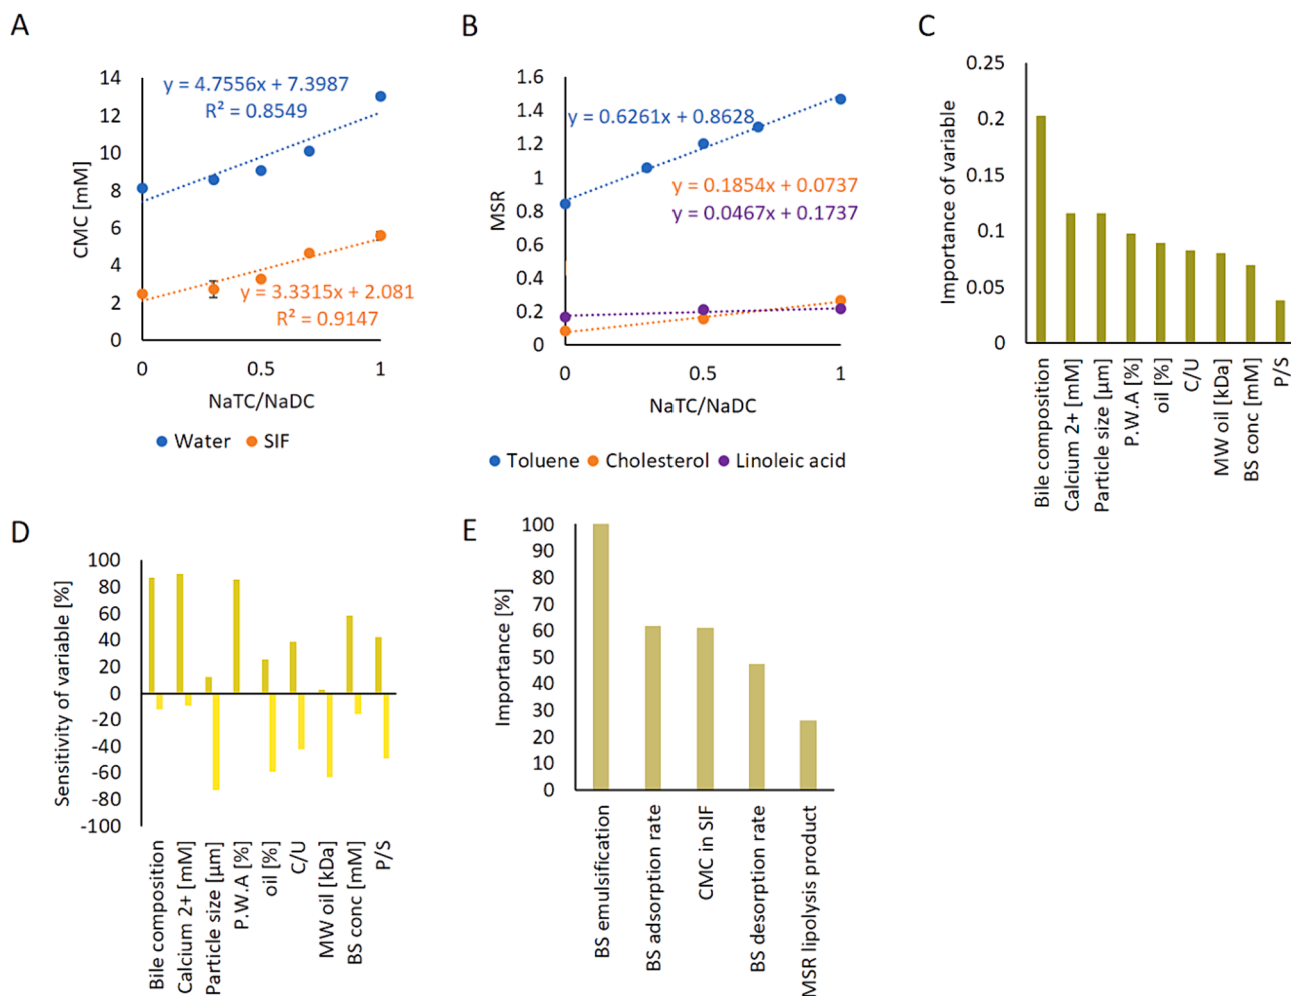 A
CMC [mM]
14
12
10
8
6
4
2
0
y = 4.7556x + 7.3987
R² = 0.8549
y = 3.3315x + 2.081
R² = 0.9147
0
0.5
1
NaTC/NaDC
Water
SIF
B
MSR
1.6
1.4
1.2
1
0.8
0.6
0.4
0.2
0
y = 0.6261x + 0.8628
y = 0.1854x + 0.0737
y = 0.0467x + 0.1737
0
0.5
1
NaTC/NaDC
Toluene
Cholesterol
Linoleic acid
C
Importance of variable
0.25
0.2
0.15
0.1
0.05
0
Bile composition
Calcium 2+ [mM]
Particle size [µm]
P.W.A [%]
oil [%]
C/U
MW oil [kDa]
BS conc [mM]
P/S
D
Sensitivity of variable [%]
100
80
60
40
20
0
-20
-40
-60
-80
-100
Bile composition
Calcium 2+ [mM]
Particle size [µm]
P.W.A [%]
oil [%]
C/U
MW oil [kDa]
BS conc [mM]
P/S
E
Importance [%]
100
90
80
70
60
50
40
30
20
10
0
BS emulsification
BS adsorption rate
CMC in SIF
BS desorption rate
MSR lipolysis product